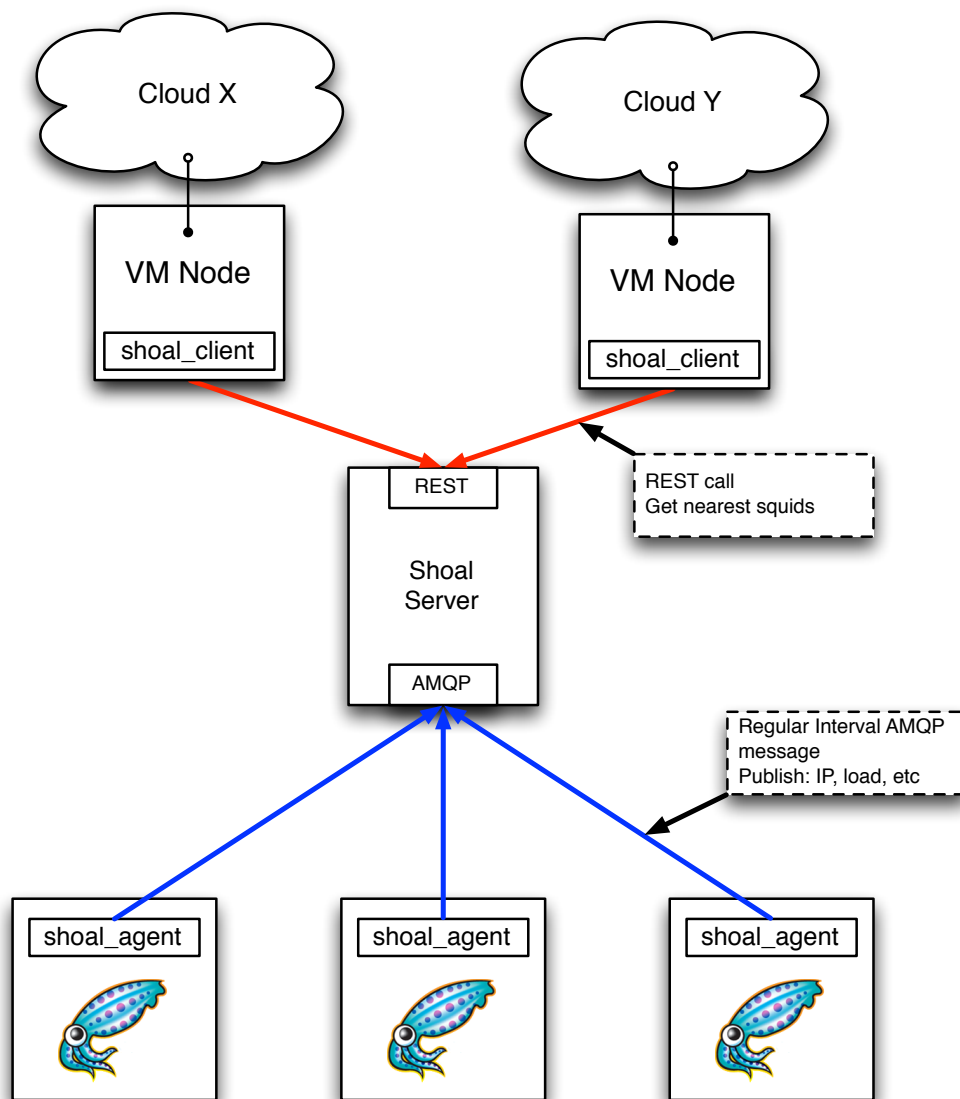 Cloud X
Cloud Y
VM Node
VM Node
shoal_client
shoal_client
REST
REST call
Get nearest squids
Shoal
Server
AMQP
Regular Interval AMQP
message
Publish: IP, load, etc
shoal_agent
shoal_agent
shoal_agent